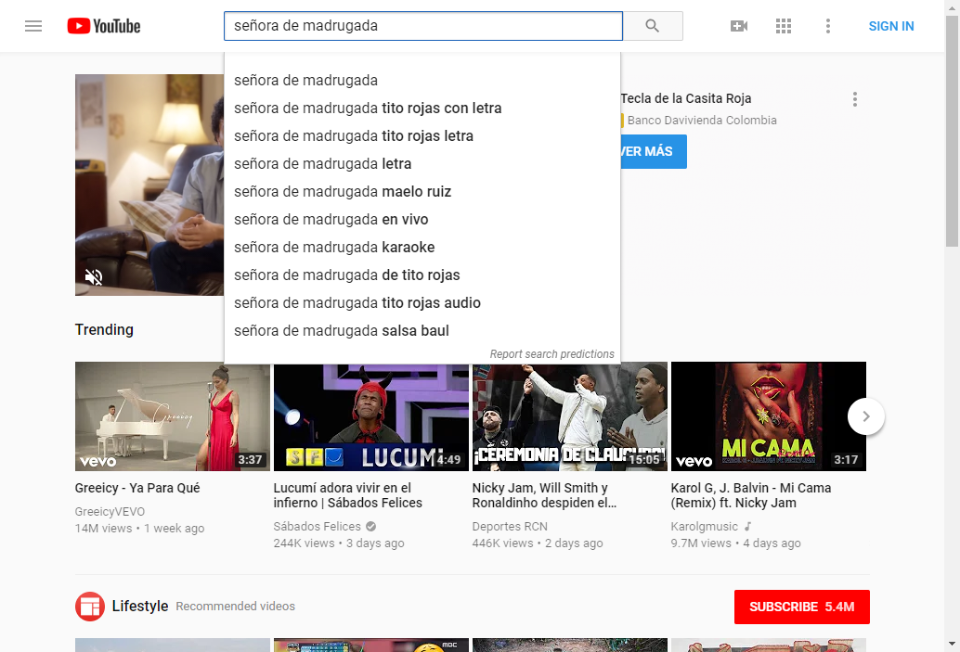 YouTube
señora de madrugada
SIGN IN
señora de madrugada
señora de madrugada tito rojas con letra
señora de madrugada tito rojas letra
señora de madrugada letra
señora de madrugada maelo ruiz
señora de madrugada en vivo
señora de madrugada karaoke
señora de madrugada de tito rojas
señora de madrugada tito rojas audio
señora de madrugada salsa baul
Report search predictions
Tecla de la Casita Roja
Banco Davivienda Colombia
VER MÁS
Trending
La Greeicy
vevo
3:37
SF
LUCUMÍ
4:49
¡CEREMONIA DE CLAUSURA!
15:05
MI CAMA
vevo
3:17
Greeicy - Ya Para Qué
GreeicyVEVO
14M views • 1 week ago
Lucumí adora vivir en el
infierno | Sábados Felices
Sábados Felices
244K views • 3 days ago
Nicky Jam, Will Smith y
Ronaldinho despiden el...
Deportes RCN
446K views • 2 days ago
Karol G, J. Balvin - Mi Cama
(Remix) ft. Nicky Jam
Karolgmusic
9.7M views • 4 days ago
Lifestyle Recommended videos
SUBSCRIBE 5.4M
MBC